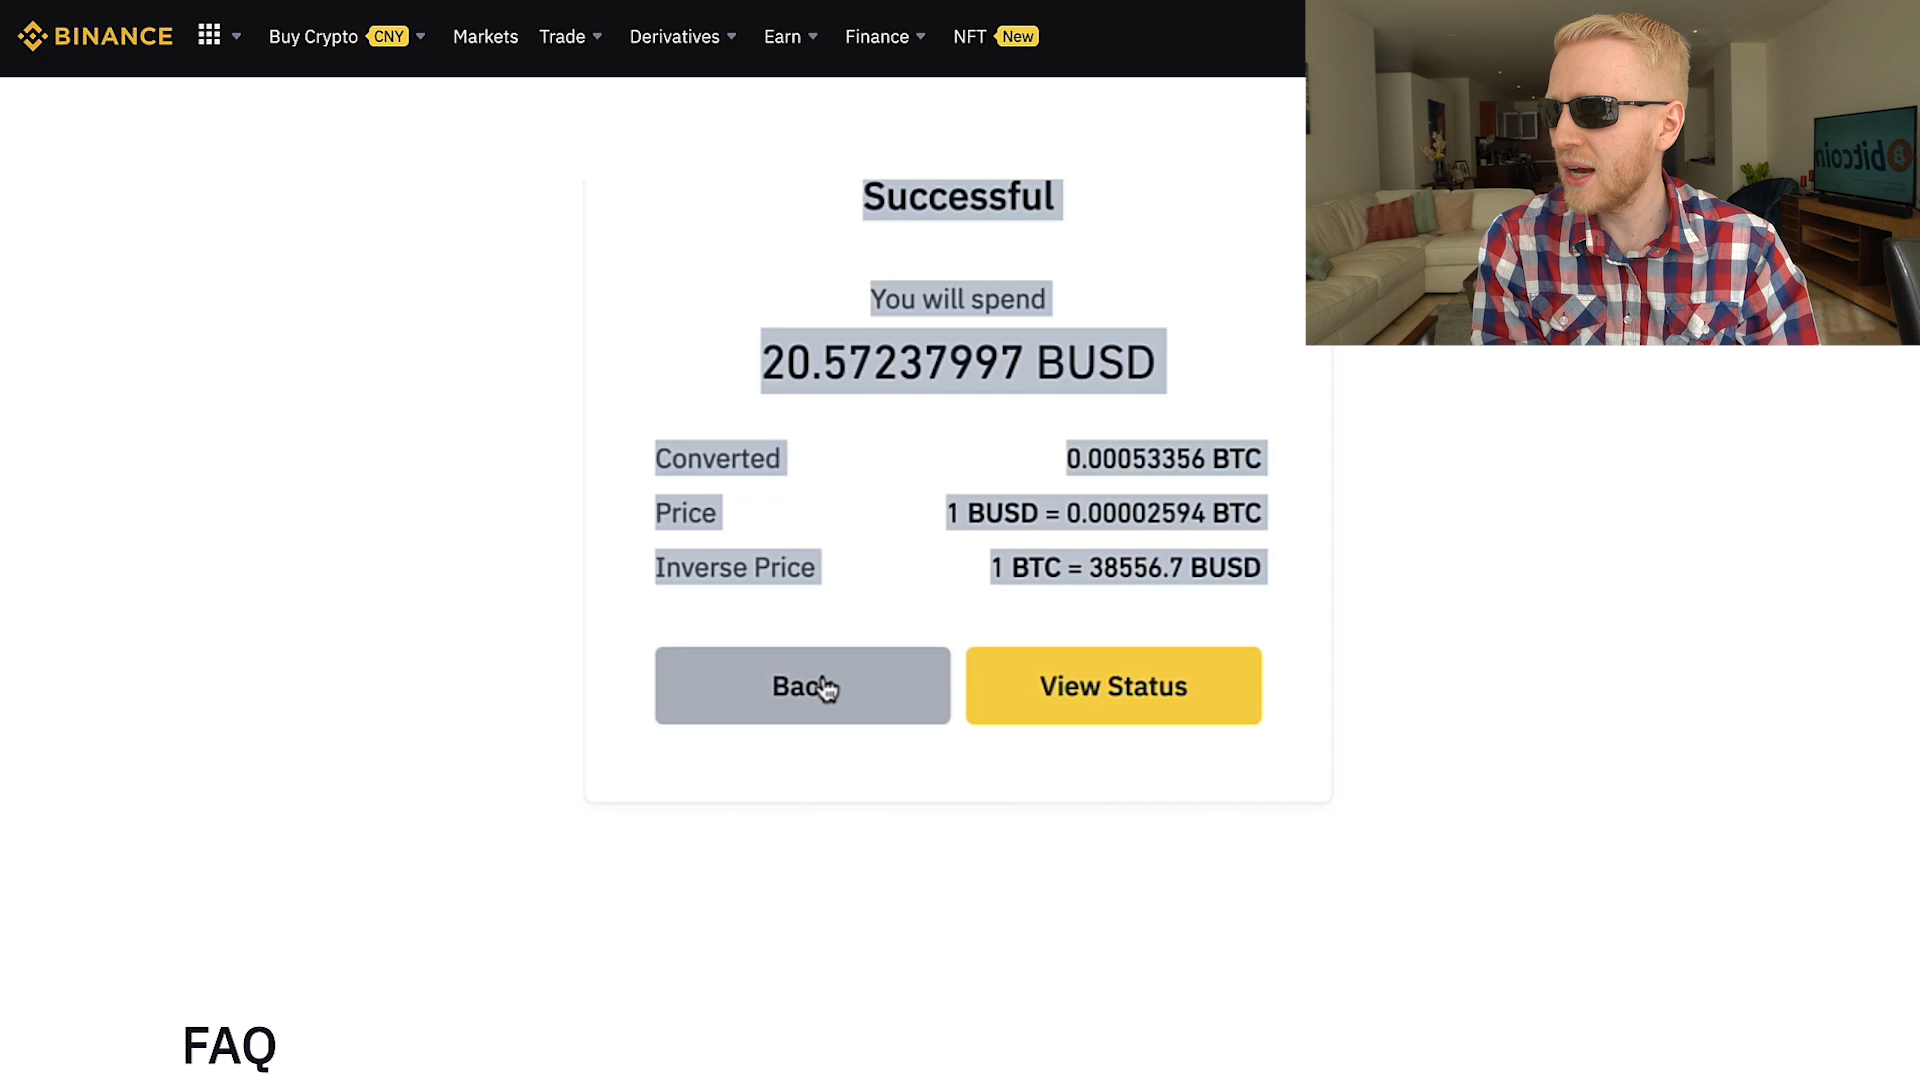 BINANCE Buy Crypto CNY Markets Trade Derivatives Earn Finance NFT New
bitcoin
Successful
You will spend
20.57237997 BUSD
Converted 0.00053356 BTC
Price 1 BUSD = 0.00002594 BTC
Inverse Price 1 BTC = 38556.7 BUSD
Back View Status
FAQ